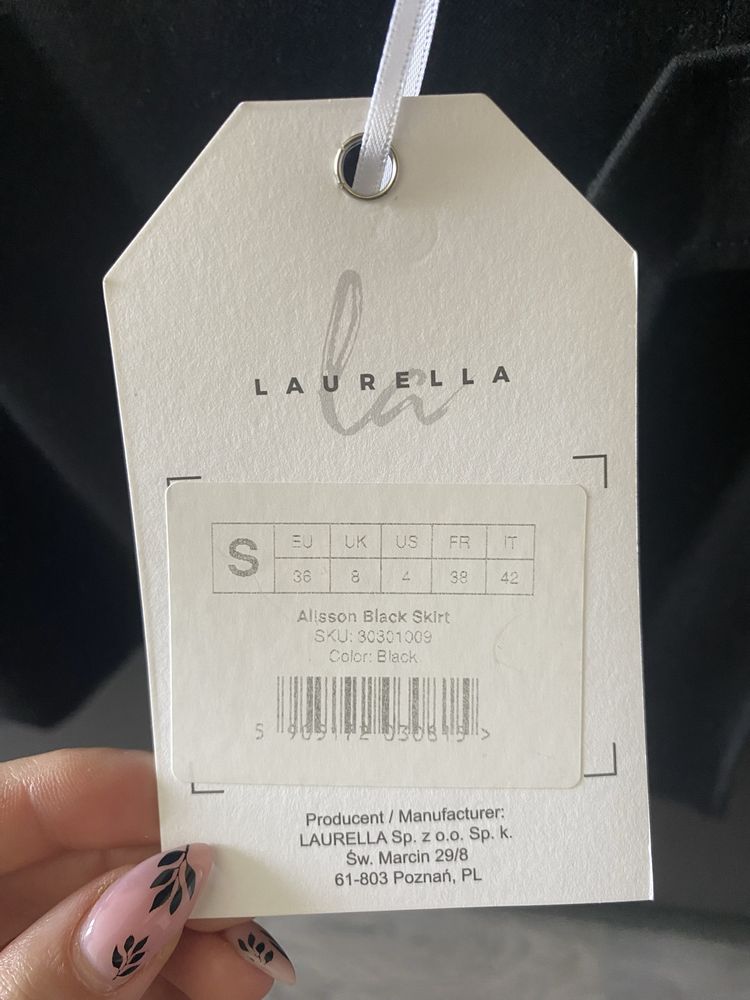 la
LAURELLA
S EU UK US FR IT
36 8 4 38 42
Alisson Black Skirt
SKU: 30301009
Color: Black
Producent / Manufacturer:
LAURELLA Sp. z o.o. Sp. k.
Św. Marcin 29/8
61-803 Poznań, PL